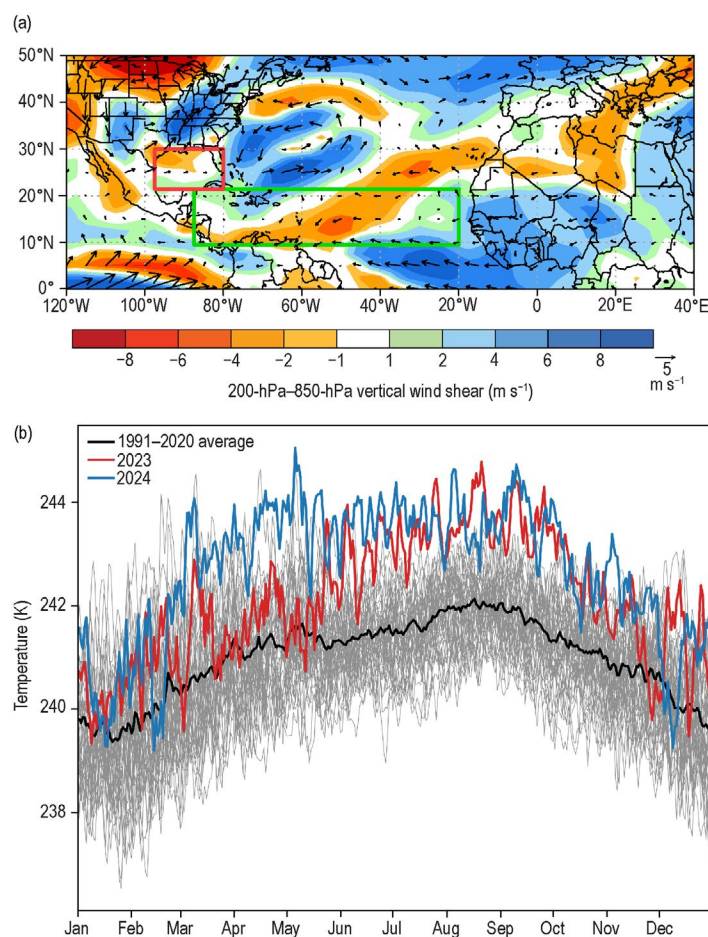 (a)
50°N
40°N
30°N
20°N
10°N
0°
120°W 100°W 80°W 60°W 40°W 20°W 0° 20°E 40°E
−8 −6 −4 −2 −1 1 2 4 6 8 5
m s⁻¹
200-hPa–850-hPa vertical wind shear (m s⁻¹)
(b)
1991–2020 average
2023
2024
244
242
240
238
Temperature (K)
Jan Feb Mar Apr May Jun Jul Aug Sep Oct Nov Dec